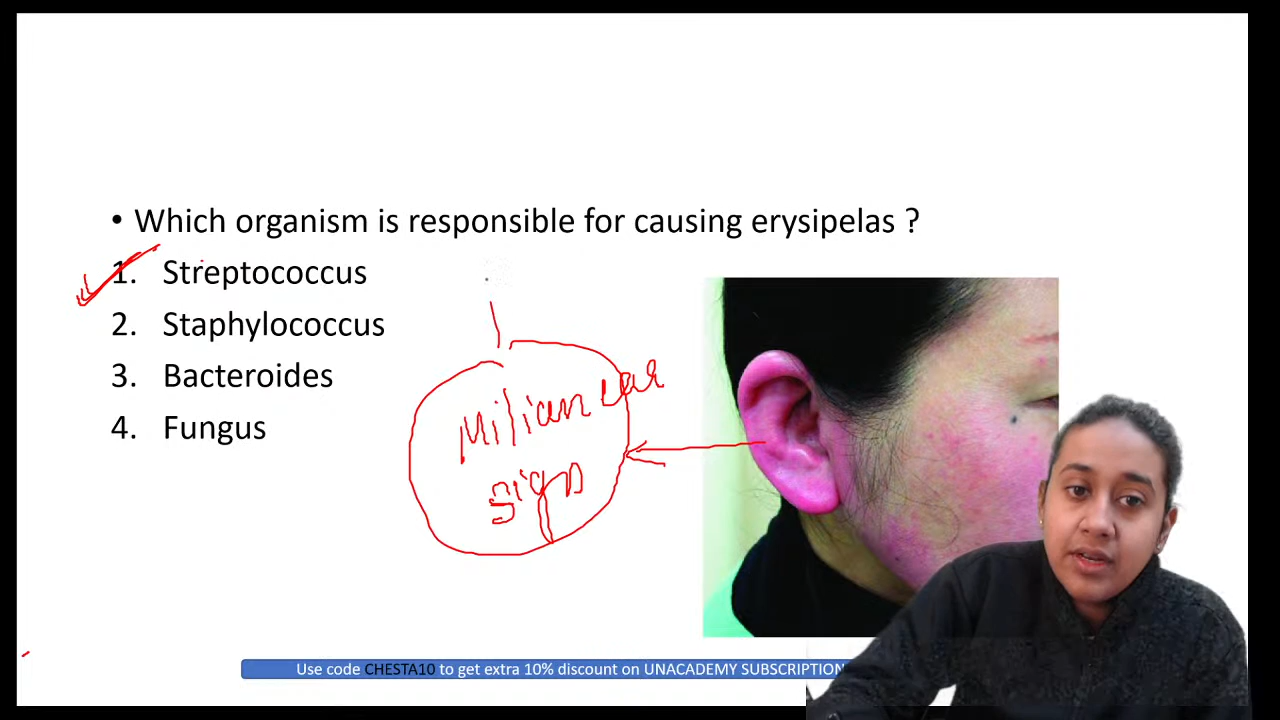 • Which organism is responsible for causing erysipelas ?
1. Streptococcus
2. Staphylococcus
3. Bacteroides
4. Fungus
Milian ear
sign
Use code CHESTA10 to get extra 10% discount on UNACADEMY SUBSCRIPTION